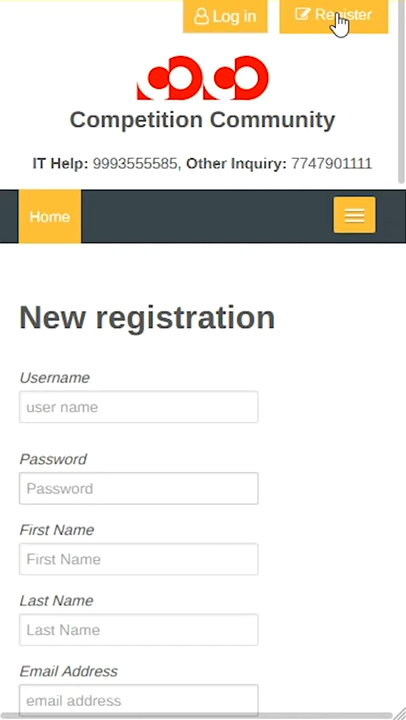 Log in Register
Competition Community
IT Help: 9993555585, Other Inquiry: 7747901111
Home
New registration
Username
user name
Password
Password
First Name
First Name
Last Name
Last Name
Email Address
email address